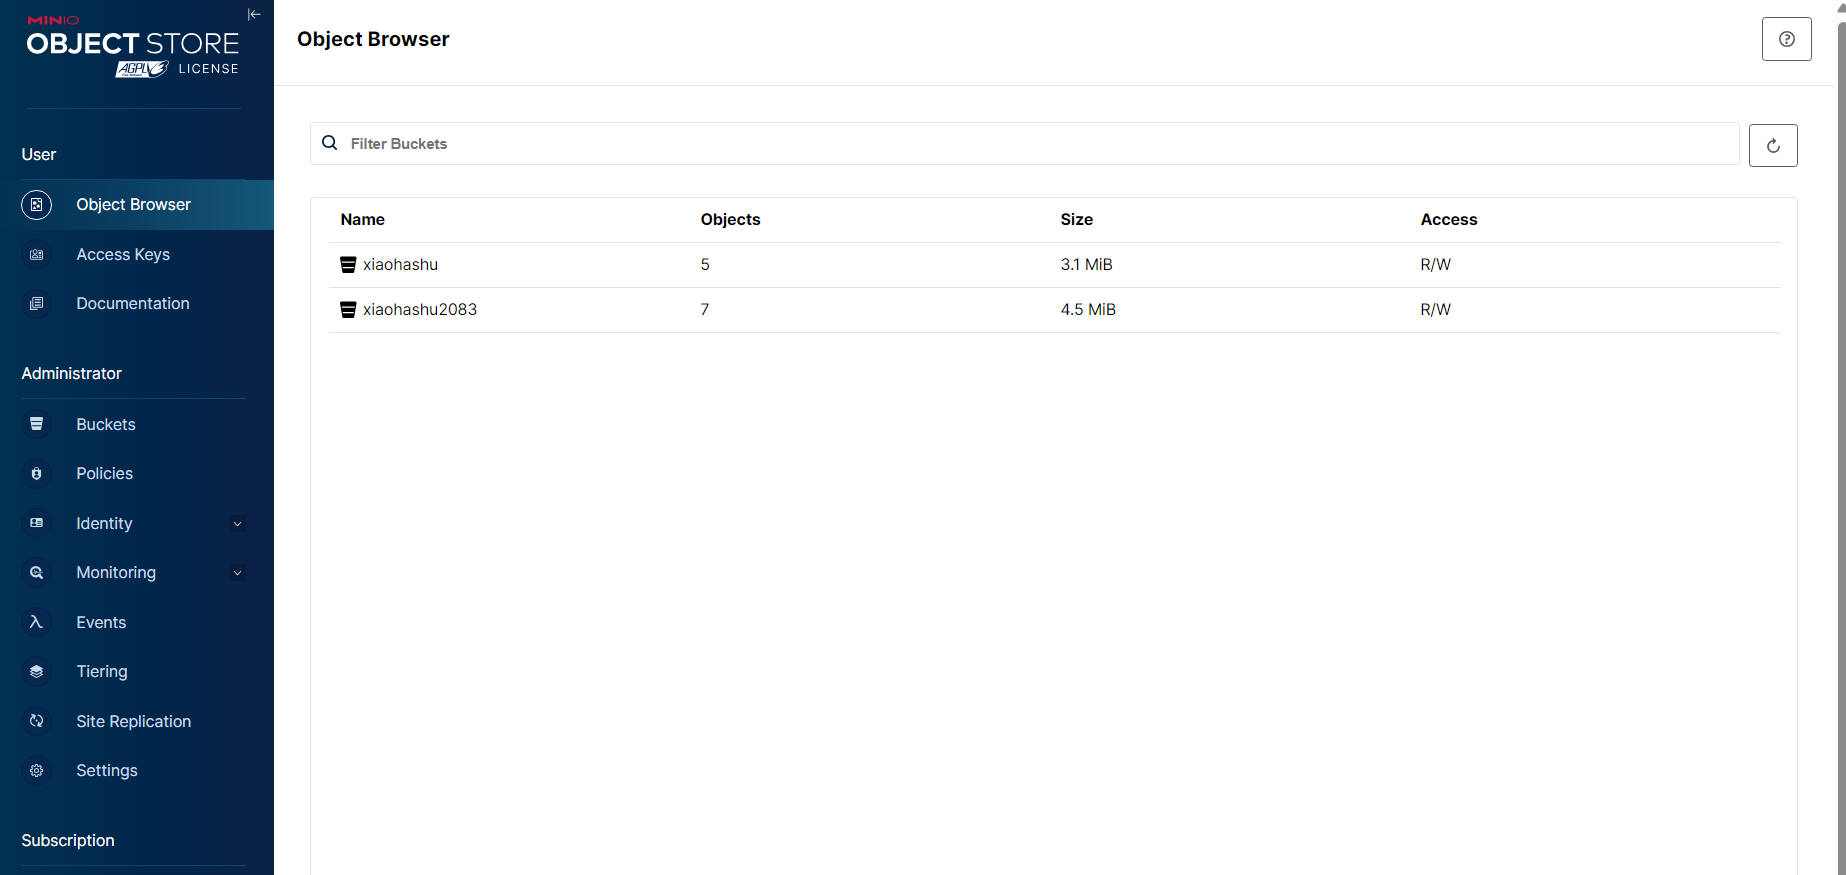 MINIO
OBJECT STORE
AGPL LICENSE
User
Object Browser
Access Keys
Documentation
Administrator
Buckets
Policies
Identity
Monitoring
Events
Tiering
Site Replication
Settings
Subscription
Object Browser
Filter Buckets
Name Objects Size Access
xiaohashu 5 3.1 MiB R/W
xiaohashu2083 7 4.5 MiB R/W